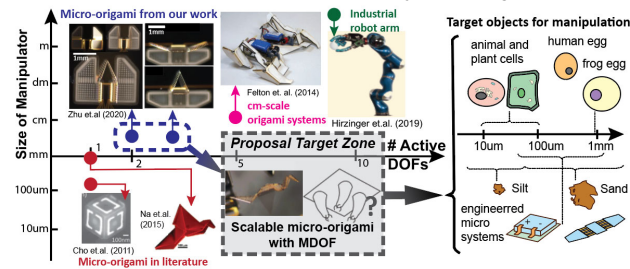 Micro-origami from our work
Industrial
robot arm
Target objects for manipulation
Size of Manipulator
m
dm
cm
mm
100um
10um
1mm
1mm
Zhu et.al (2020)
Felton et. al. (2014)
cm-scale
origami systems
Hirzinger et.al (2019)
animal and
plant cells
human egg
frog egg
10um
100um
1mm
1
2
5
10
# Active
DOFs
Proposal Target Zone
?
Scalable micro-origami
with MDOF
Na et.al
(2015)
100nm
Cho et.al (2011)
Micro-origami in literature
Silt
Sand
engineerred
micro
systems